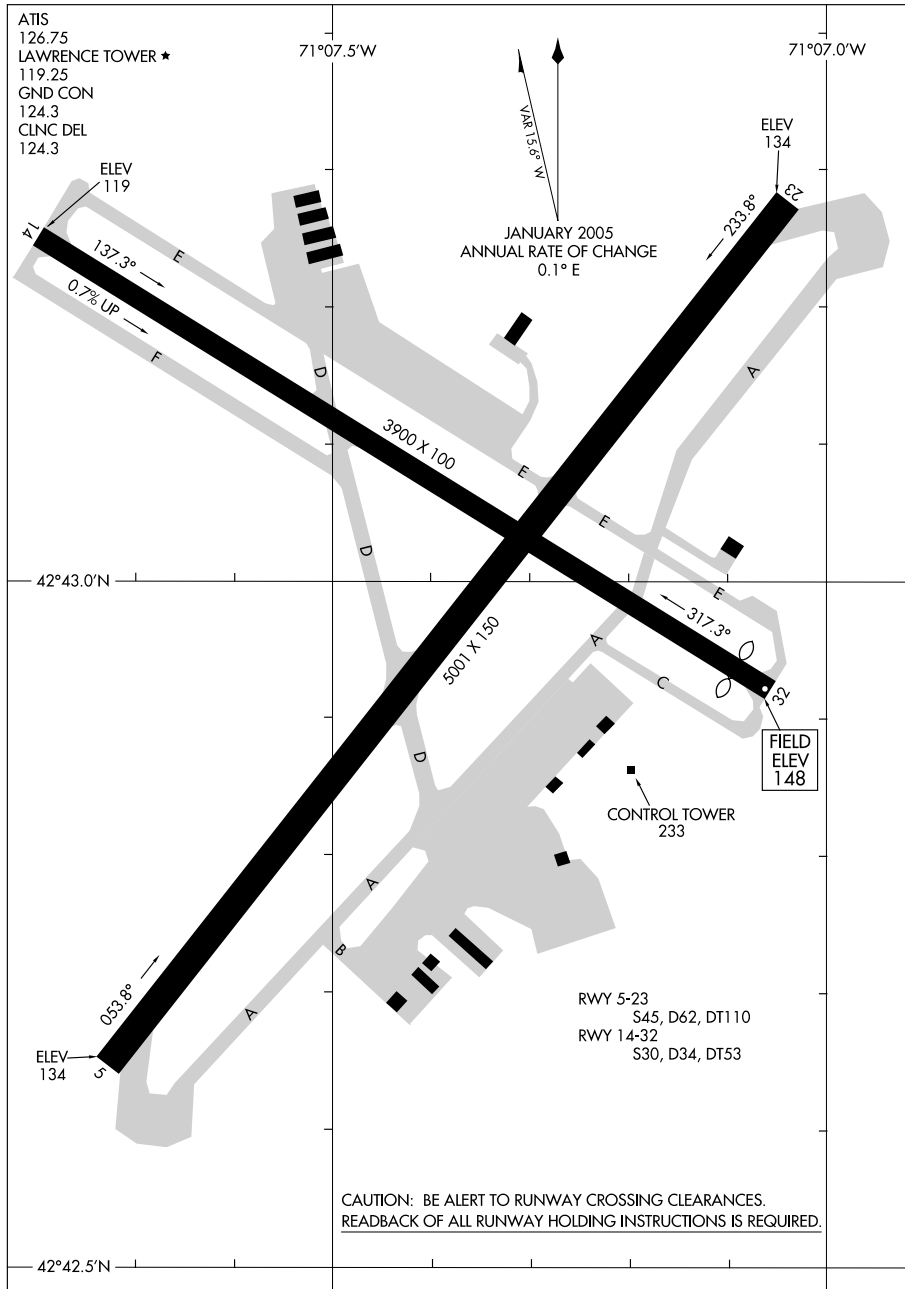 ATIS
126.75
LAWRENCE TOWER ★
119.25
GND CON
124.3
CLNC DEL
124.3
71°07.5'W
71°07.0'W
VAR 15.6° W
JANUARY 2005
ANNUAL RATE OF CHANGE
0.1° E
ELEV
134
23
233.8°
ELEV
119
14
137.3°
0.7% UP
E
F
D
A
3900 X 100
E
E
D
E
42°43.0'N
317.3°
5001 X 150
A
C
32
FIELD
ELEV
148
D
CONTROL TOWER
233
A
B
A
053.8°
ELEV
134
5
RWY 5-23
S45, D62, DT110
RWY 14-32
S30, D34, DT53
CAUTION: BE ALERT TO RUNWAY CROSSING CLEARANCES.
READBACK OF ALL RUNWAY HOLDING INSTRUCTIONS IS REQUIRED.
42°42.5'N